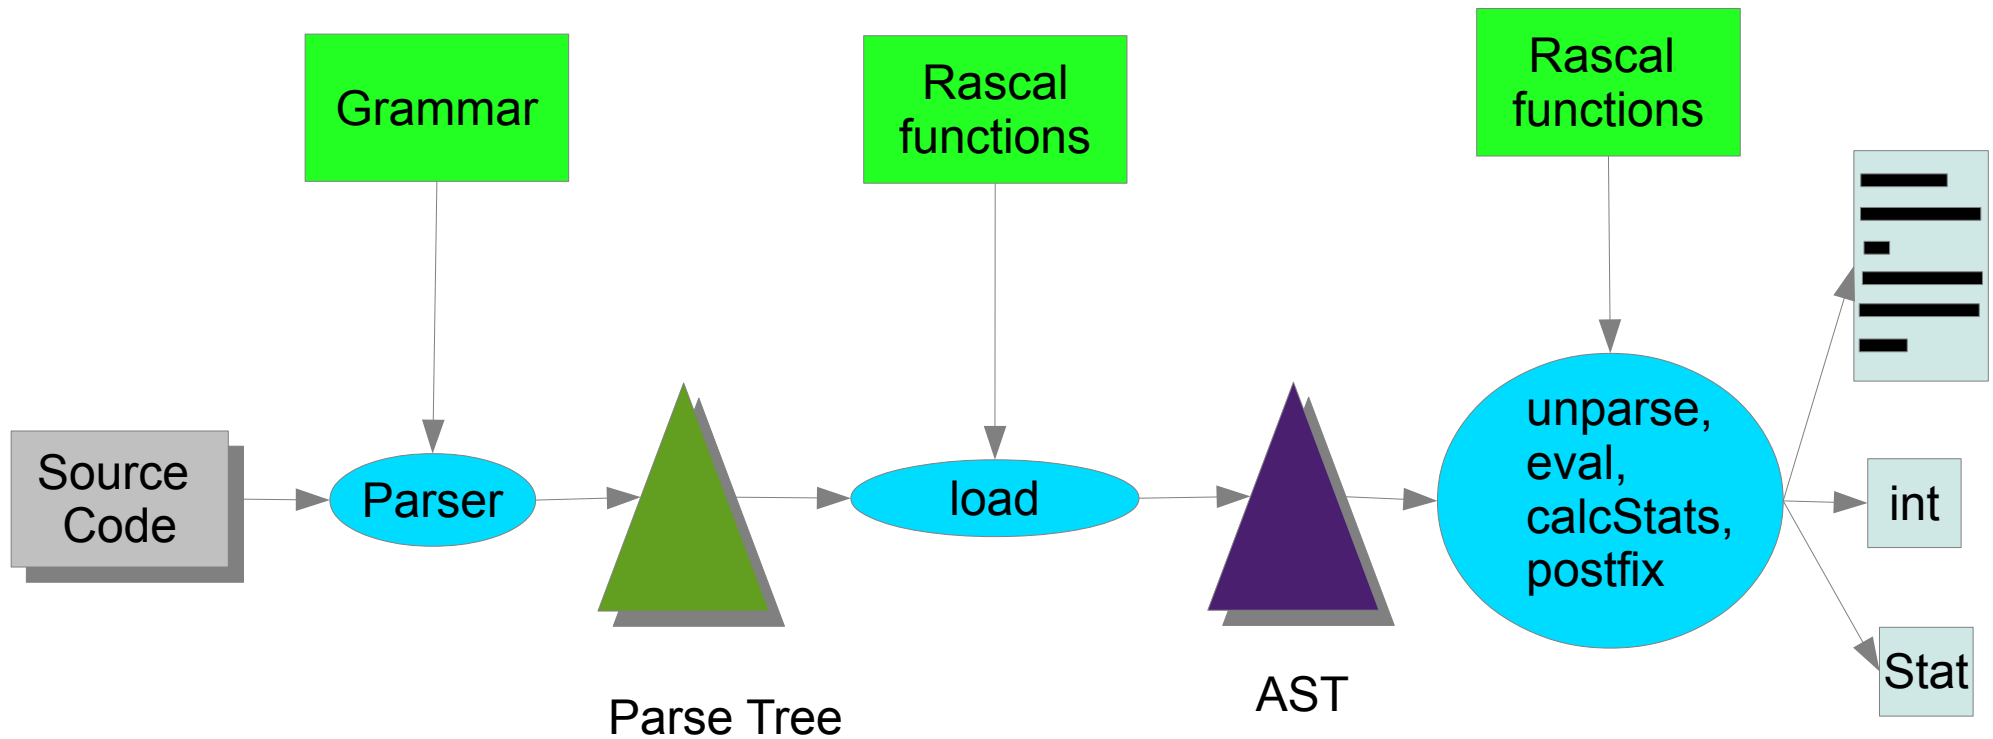 Grammar
Rascal
functions
Rascal
functions
Source
Code
Parser
load
unparse,
eval,
calcStats,
postfix
int
Stat
Parse Tree
AST